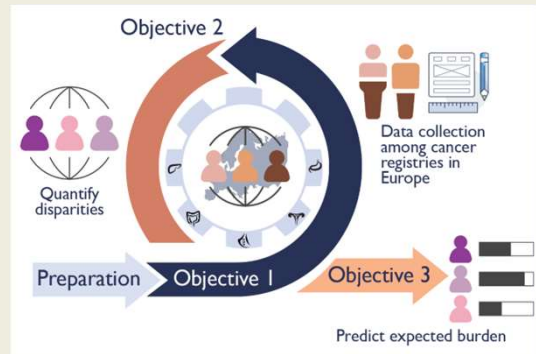 Objective 2
Data collection
among cancer
registries in
Europe
Quantify
disparities
Preparation
Objective 1
Objective 3
Predict expected burden